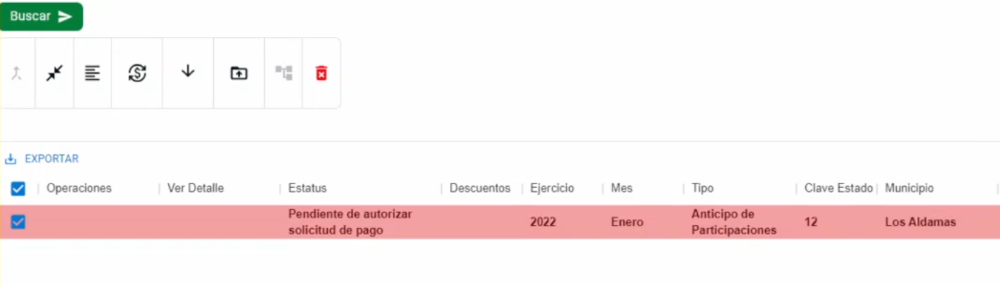 Buscar
EXPORTAR
Operaciones Ver Detalle Estatus Descuentos Ejercicio Mes Tipo Clave Estado Municipio
Pendiente de autorizar solicitud de pago 2022 Enero Anticipo de Participaciones 12 Los Aldamas